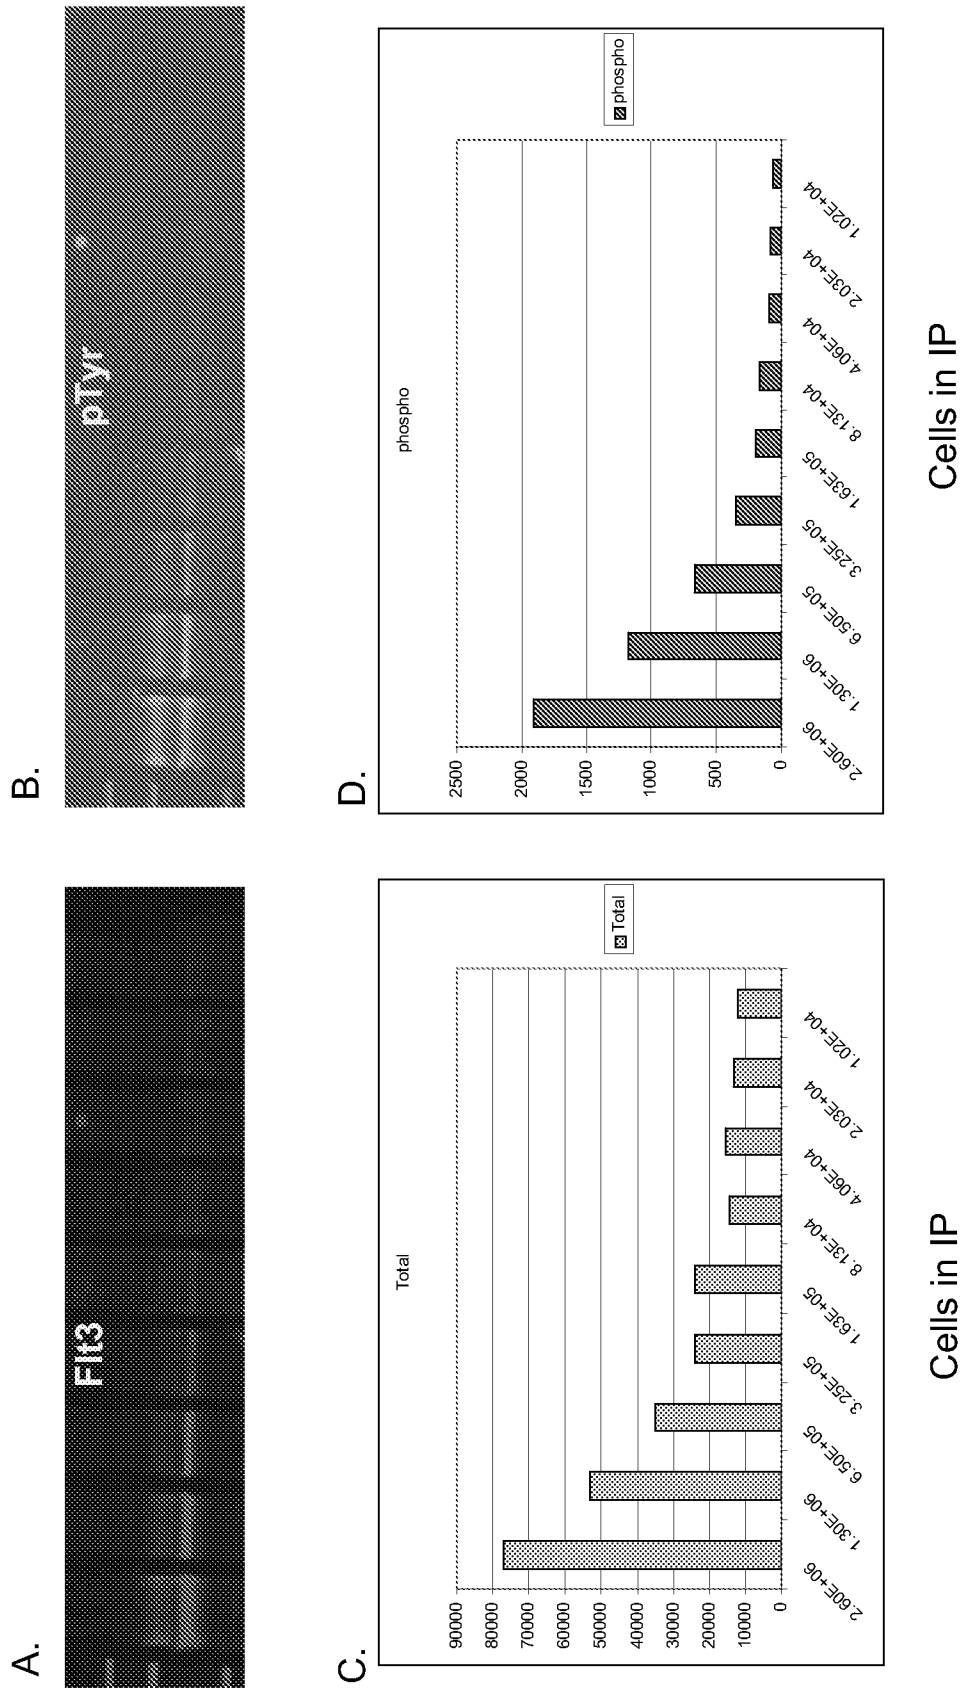 A.
Flt3
B.
pTyr
C.
Total
90000
80000
70000
60000
50000
40000
30000
20000
10000
0
2.60E+06
1.30E+06
6.50E+05
3.25E+05
1.63E+05
8.13E+04
4.06E+04
2.03E+04
1.02E+04
Total
Cells in IP
D.
phospho
2500
2000
1500
1000
500
0
2.60E+06
1.30E+06
6.50E+05
3.25E+05
1.63E+05
8.13E+04
4.06E+04
2.03E+04
1.02E+04
phospho
Cells in IP